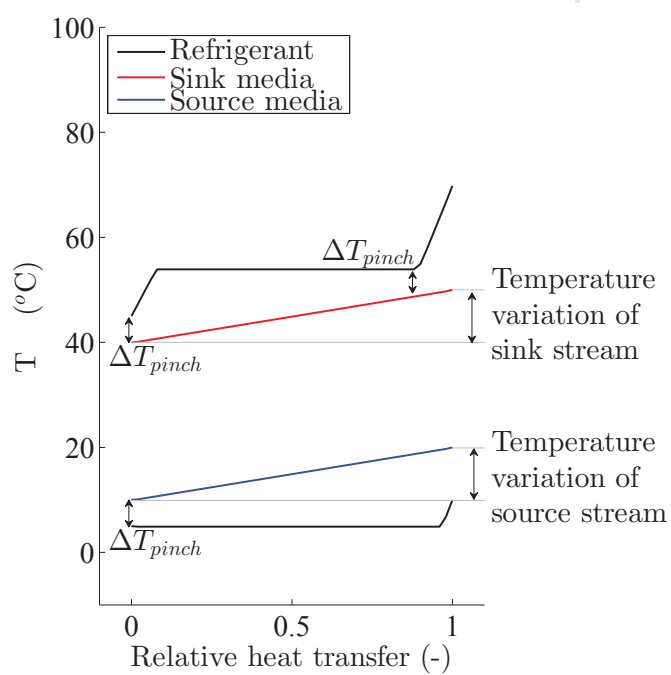 100
80
60
40
20
0
T (°C)
Refrigerant
Sink media
Source media
ΔT_pinch
ΔT_pinch
ΔT_pinch
Temperature
variation of
sink stream
Temperature
variation of
source stream
0
0.5
1
Relative heat transfer (-)